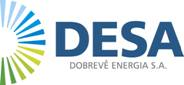 DESA
DOBREVÊ ENERGIA S.A.